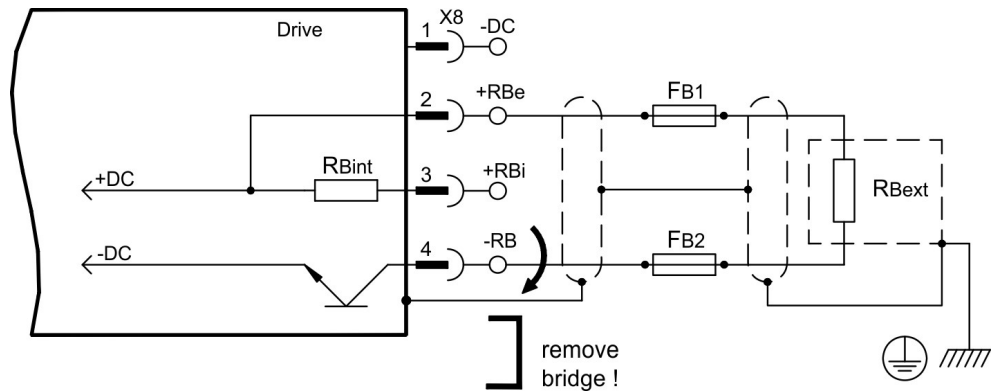 Drive
X8
1
-DC
2
+RBe
FB1
+DC
RBint
3
+RBi
RBext
-DC
4
-RB
FB2
remove
bridge !